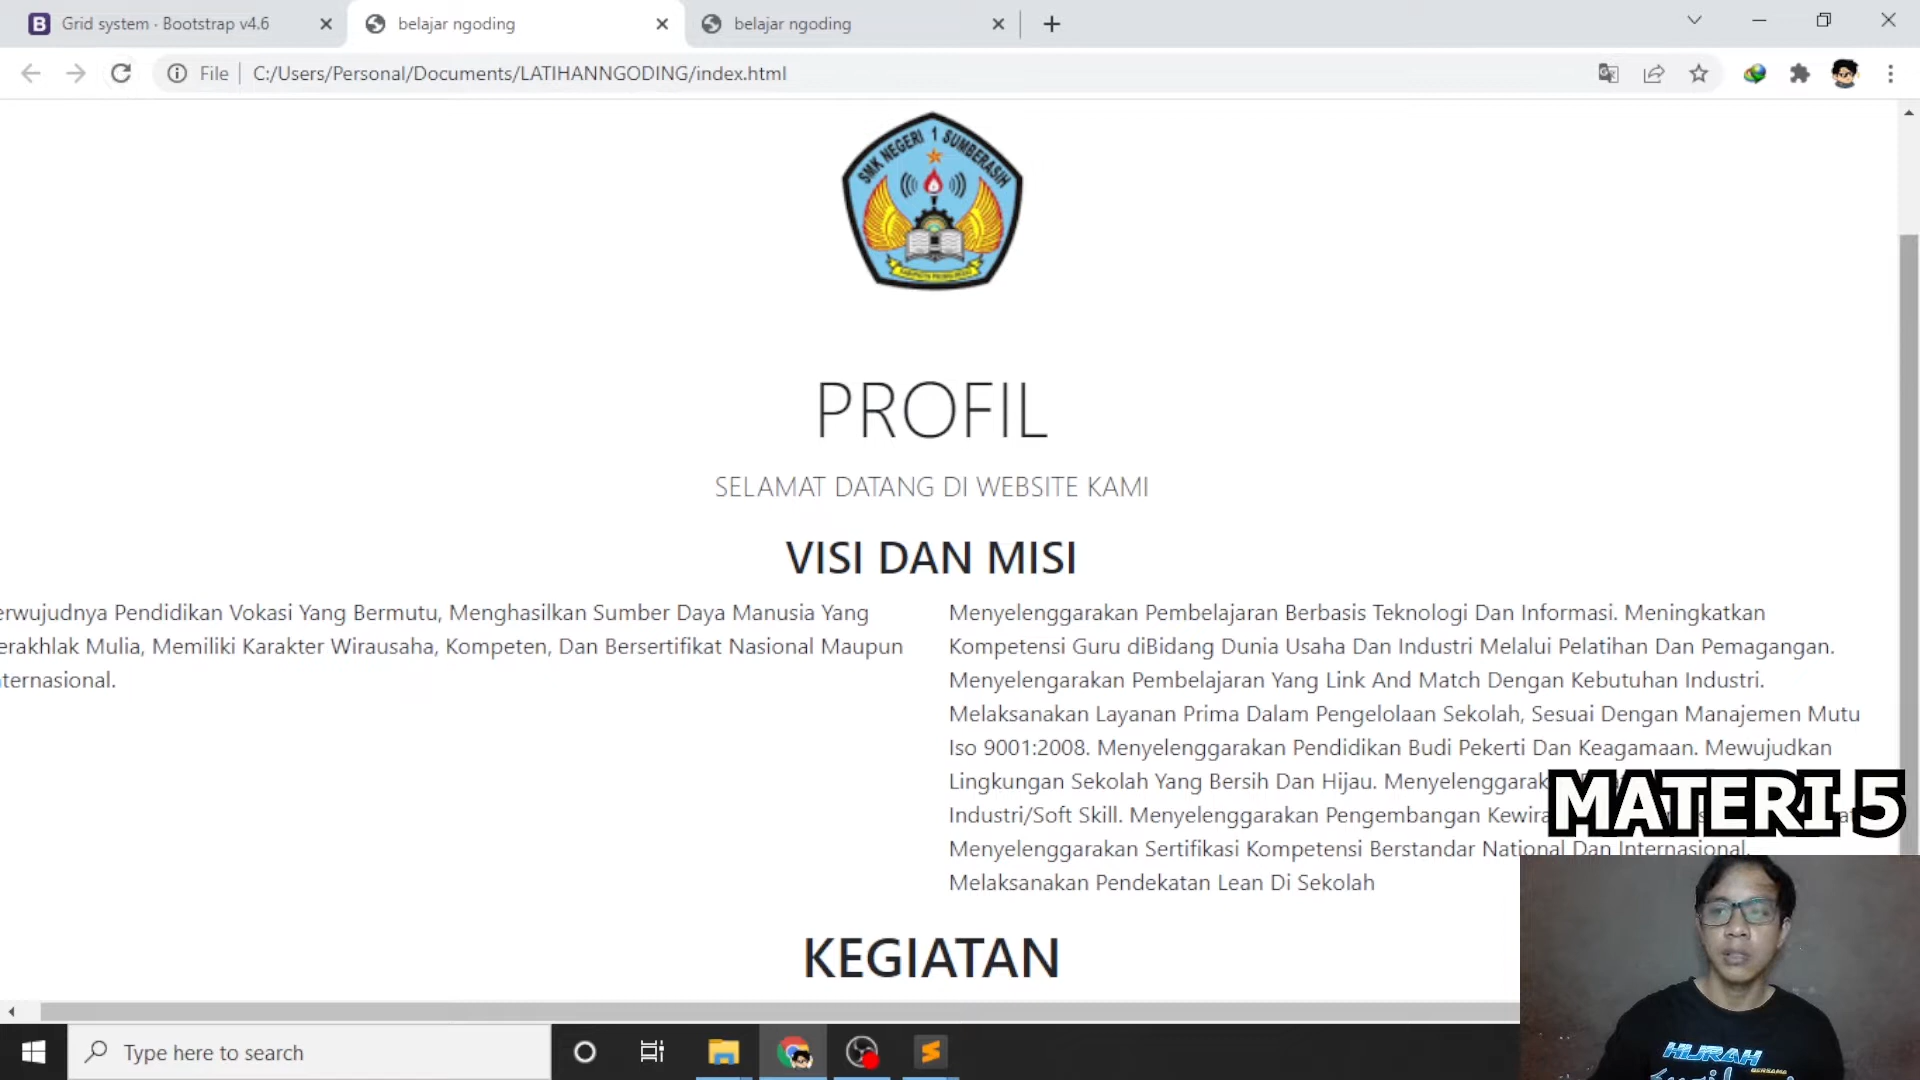 Grid system · Bootstrap v4.6
belajar ngoding
belajar ngoding
File
C:/Users/Personal/Documents/LATIHANNGODING/index.html
SMK NEGERI 1 SUMBERASIH
PROFIL
SELAMAT DATANG DI WEBSITE KAMI
VISI DAN MISI
erwujudnya Pendidikan Vokasi Yang Bermutu, Menghasilkan Sumber Daya Manusia Yang
erakhlak Mulia, Memiliki Karakter Wirausaha, Kompeten, Dan Bersertifikat Nasional Maupun
nternasional.
Menyelenggarakan Pembelajaran Berbasis Teknologi Dan Informasi. Meningkatkan
Kompetensi Guru diBidang Dunia Usaha Dan Industri Melalui Pelatihan Dan Pemagangan.
Menyelengarakan Pembelajaran Yang Link And Match Dengan Kebutuhan Industri.
Melaksanakan Layanan Prima Dalam Pengelolaan Sekolah, Sesuai Dengan Manajemen Mutu
Iso 9001:2008. Menyelenggarakan Pendidikan Budi Pekerti Dan Keagamaan. Mewujudkan
Lingkungan Sekolah Yang Bersih Dan Hijau. Menyelenggarak
Industri/Soft Skill. Menyelenggarakan Pengembangan Kewira
Menyelenggarakan Sertifikasi Kompetensi Berstandar National Dan Internasional.
Melaksanakan Pendekatan Lean Di Sekolah
MATERI 5
KEGIATAN
HIJRAH
BERSAMA
Type here to search